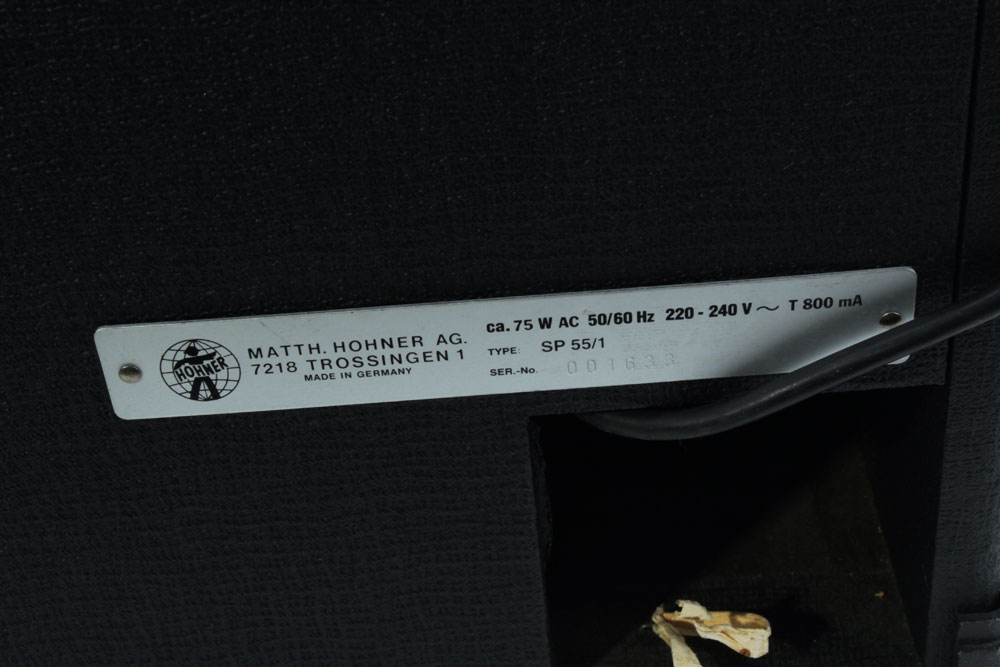 HOHNER
MATTH. HOHNER AG.
7218 TROSSINGEN 1
MADE IN GERMANY
ca. 75 W AC 50/60 Hz 220 - 240 V ~ T 800 mA
TYPE: SP 55/1
SER.-No. 001633